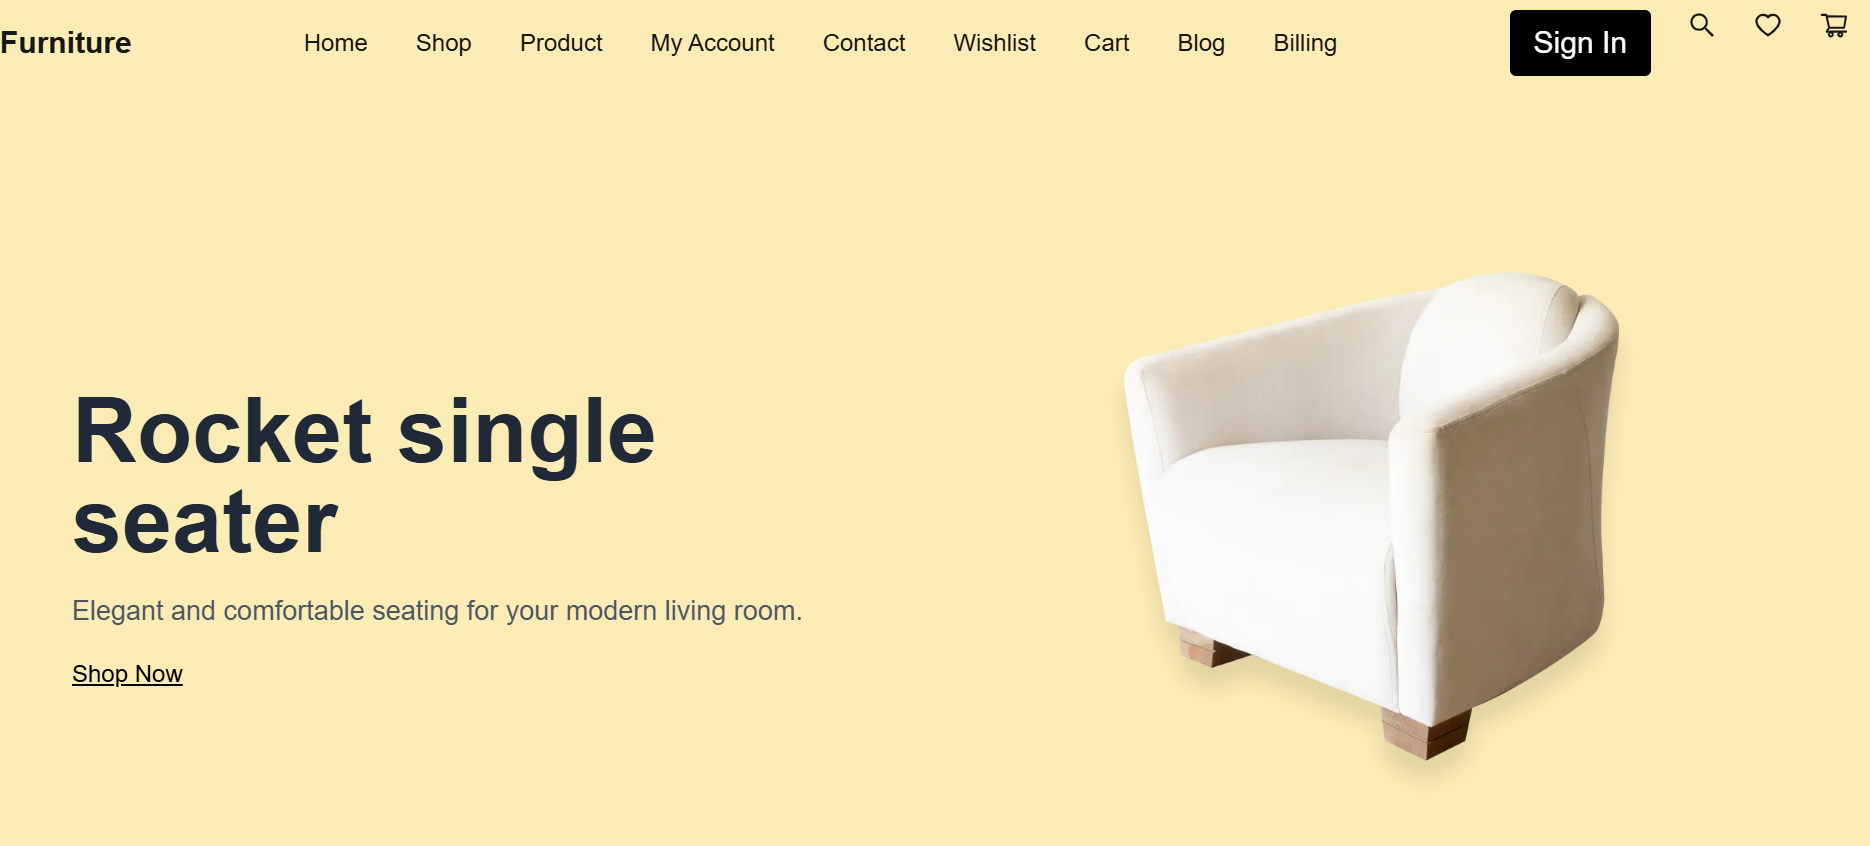 Furniture Home Shop Product My Account Contact Wishlist Cart Blog Billing Sign In
Rocket single
seater
Elegant and comfortable seating for your modern living room.
Shop Now